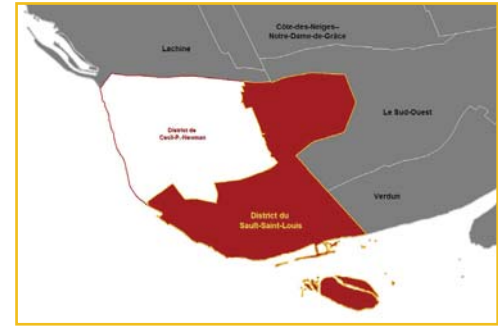 Côte-des-Neiges–
Notre-Dame-de-Grâce
Lachine
Le Sud-Ouest
District de
Cecil-P.-Newman
Verdun
District du
Sault-Saint-Louis